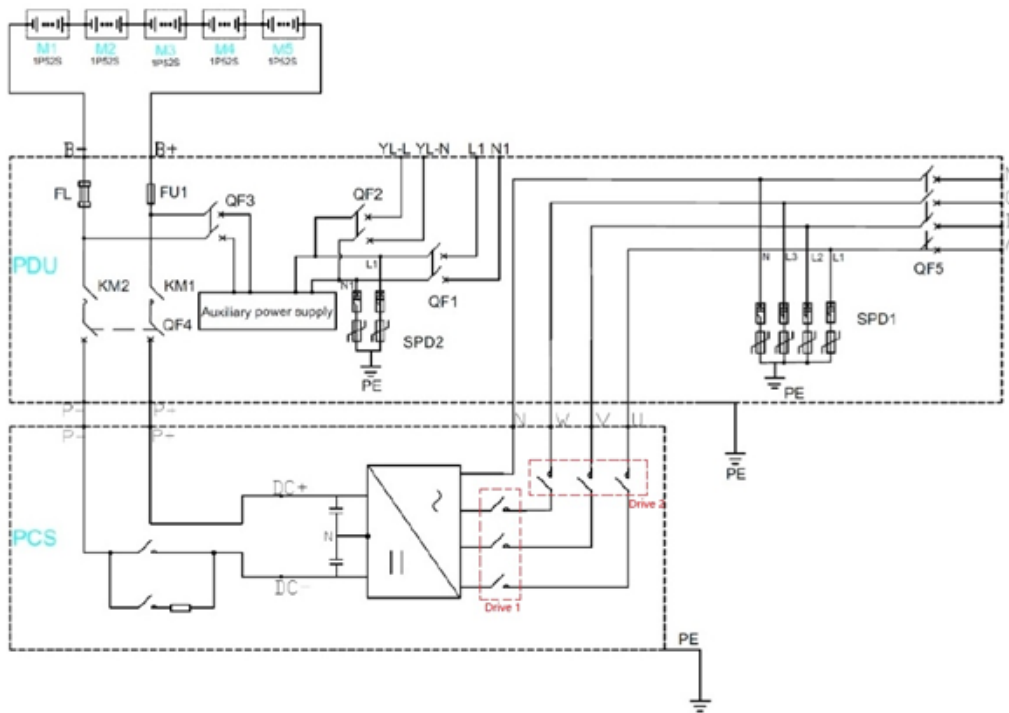 M1 M2 M3 M4 M5
1P52S 1P52S 1P52S 1P52S 1P52S
B- B+ YL-L YL-N L1 N1
FL FU1 QF3 QF2
PDU
L1
N1
QF1
KM2 KM1
QF4
Auxiliary power supply
SPD2
PE
N L3 L2 L1
QF5
SPD1
PE
P- P+
P- P+
N W V U
PE
PCS
DC+
N
DC-
Drive 1
Drive 2
PE